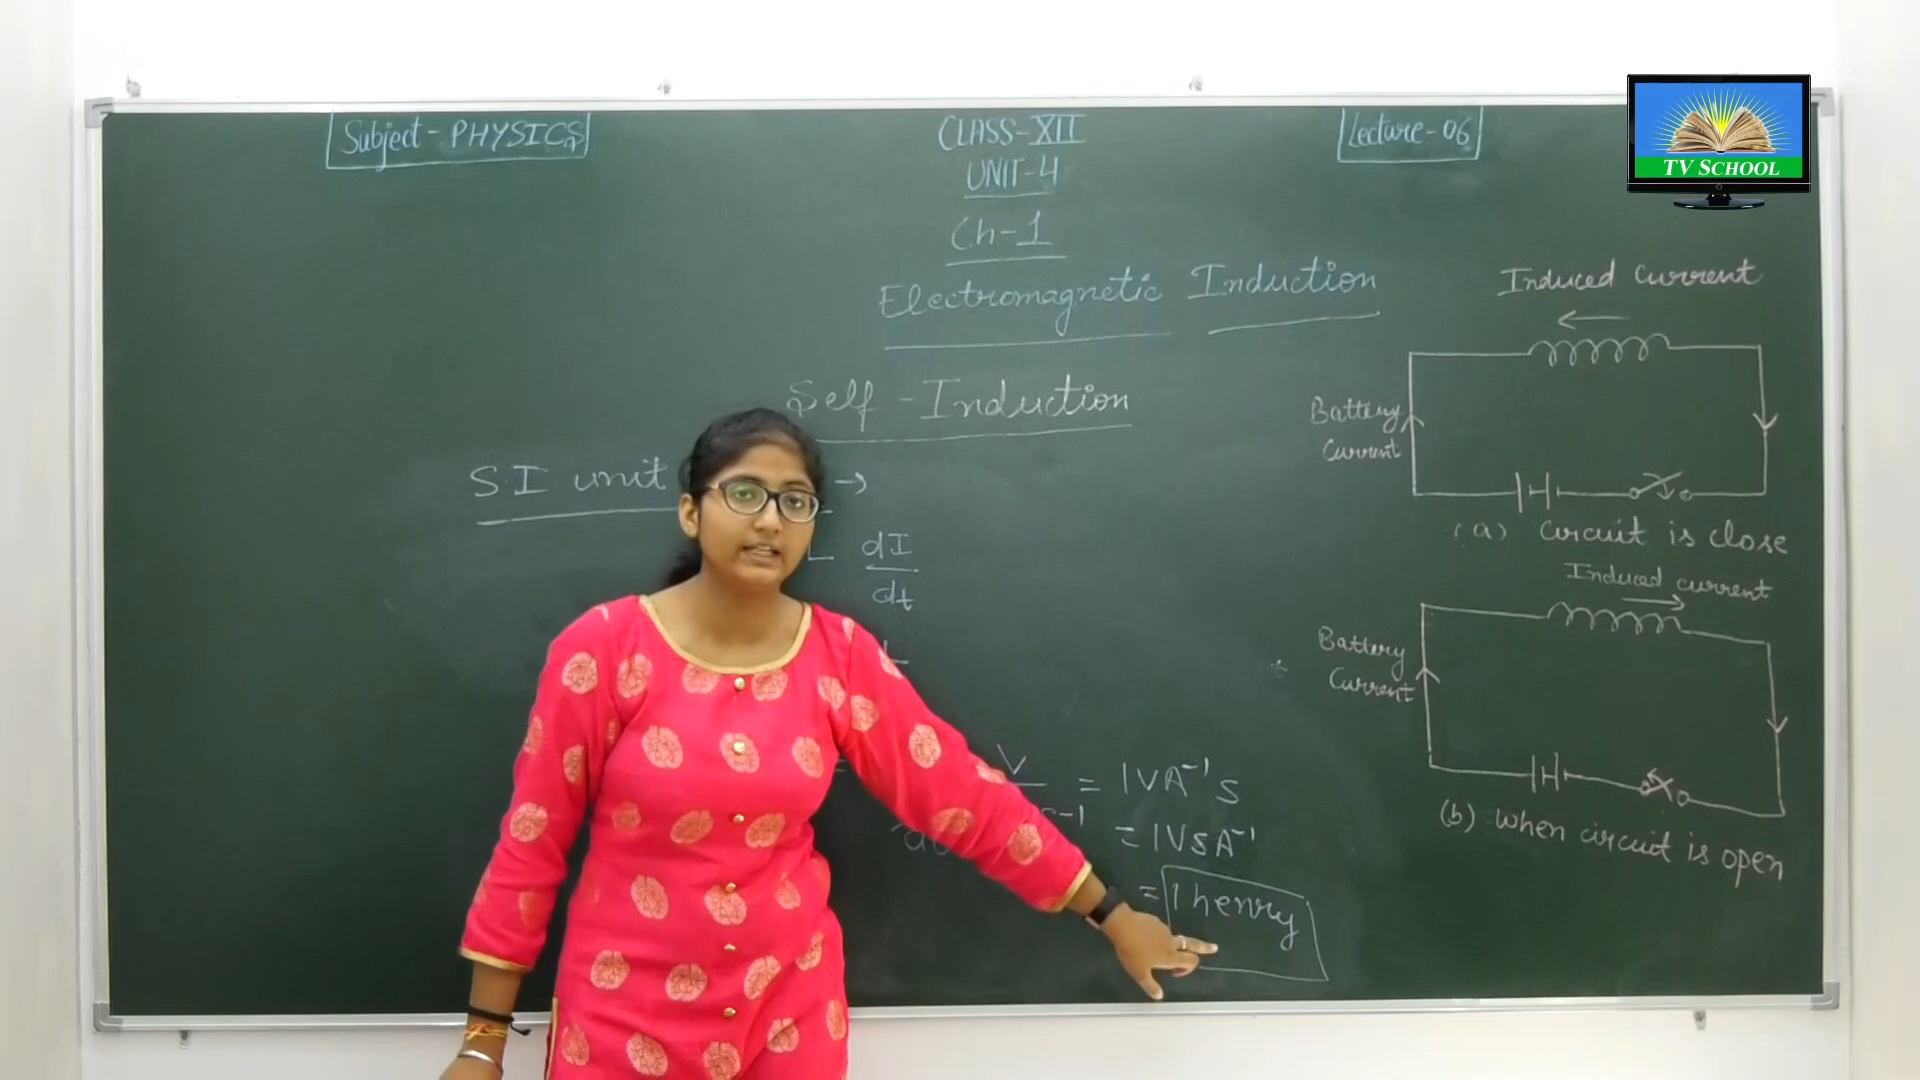 Subject - PHYSICS
CLASS-XII
UNIT-4
Ch-1
Lecture-06
TV SCHOOL
Electromagnetic Induction
Self -Induction
S.I unit →
L dI
dt
V = 1VA⁻¹s
s⁻¹
= 1VsA⁻¹
= 1 henry
Induced Current
Battery
Current
(a) Circuit is close
Induced current
Battery
Current
(b) When circuit is open